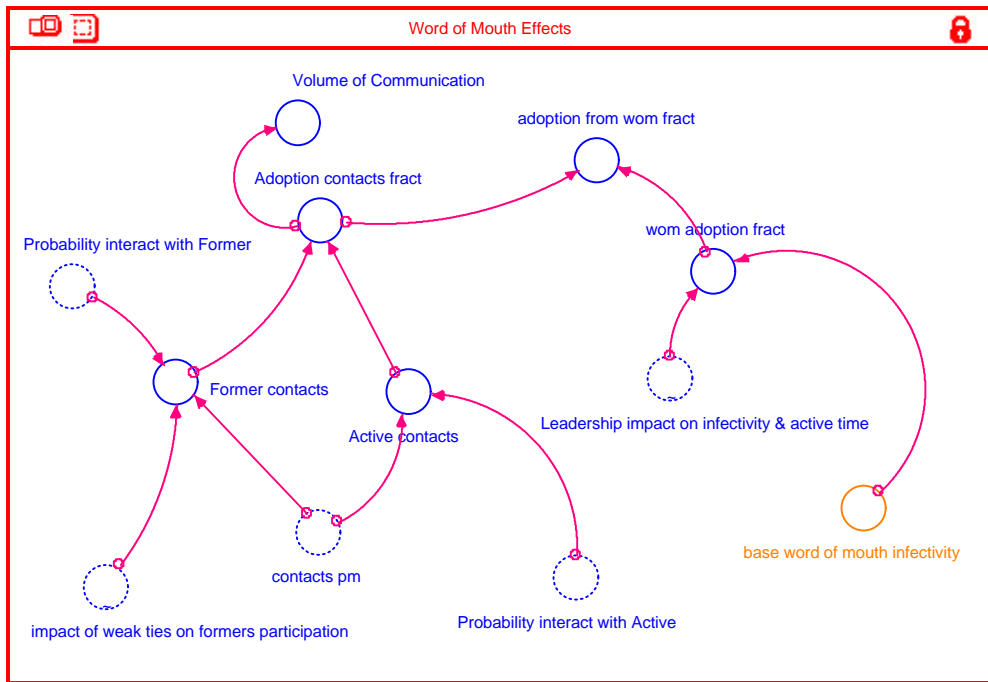 Word of Mouth Effects
Volume of Communication
adoption from wom fract
Adoption contacts fract
wom adoption fract
Probability interact with Former
Former contacts
Active contacts
Leadership impact on infectivity & active time
base word of mouth infectivity
contacts pm
Probability interact with Active
impact of weak ties on formers participation